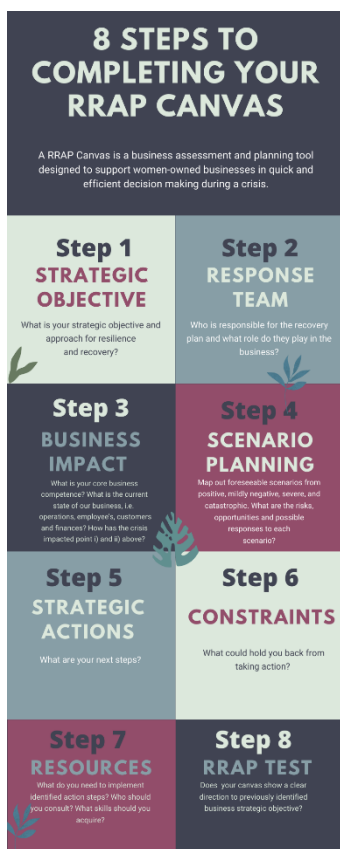 8 STEPS TO
COMPLETING YOUR
RRAP CANVAS
A RRAP Canvas is a business assessment and planning tool
designed to support women-owned businesses in quick and
efficient decision making during a crisis.
Step 1
STRATEGIC
OBJECTIVE
What is your strategic objective and
approach for resilience
and recovery?
Step 2
RESPONSE
TEAM
Who is responsible for the recovery
plan and what role do they play in the
business?
Step 3
BUSINESS
IMPACT
What is your core business
competence? What is the current
state of our business, i.e.
operations, employee's, customers
and finances? How has the crisis
impacted point i) and ii) above?
Step 4
SCENARIO
PLANNING
Map out foreseeable scenarios from
positive, mildly negative, severe, and
catastrophic. What are the risks,
opportunities and possible
responses to each
scenario?
Step 5
STRATEGIC
ACTIONS
What are your next steps?
Step 6
CONSTRAINTS
What could hold you back from
taking action?
Step 7
RESOURCES
What do you need to implement
identified action steps? Who should
you consult? What skills should you
acquire?
Step 8
RRAP TEST
Does your canvas show a clear
direction to previously identified
business strategic objective?